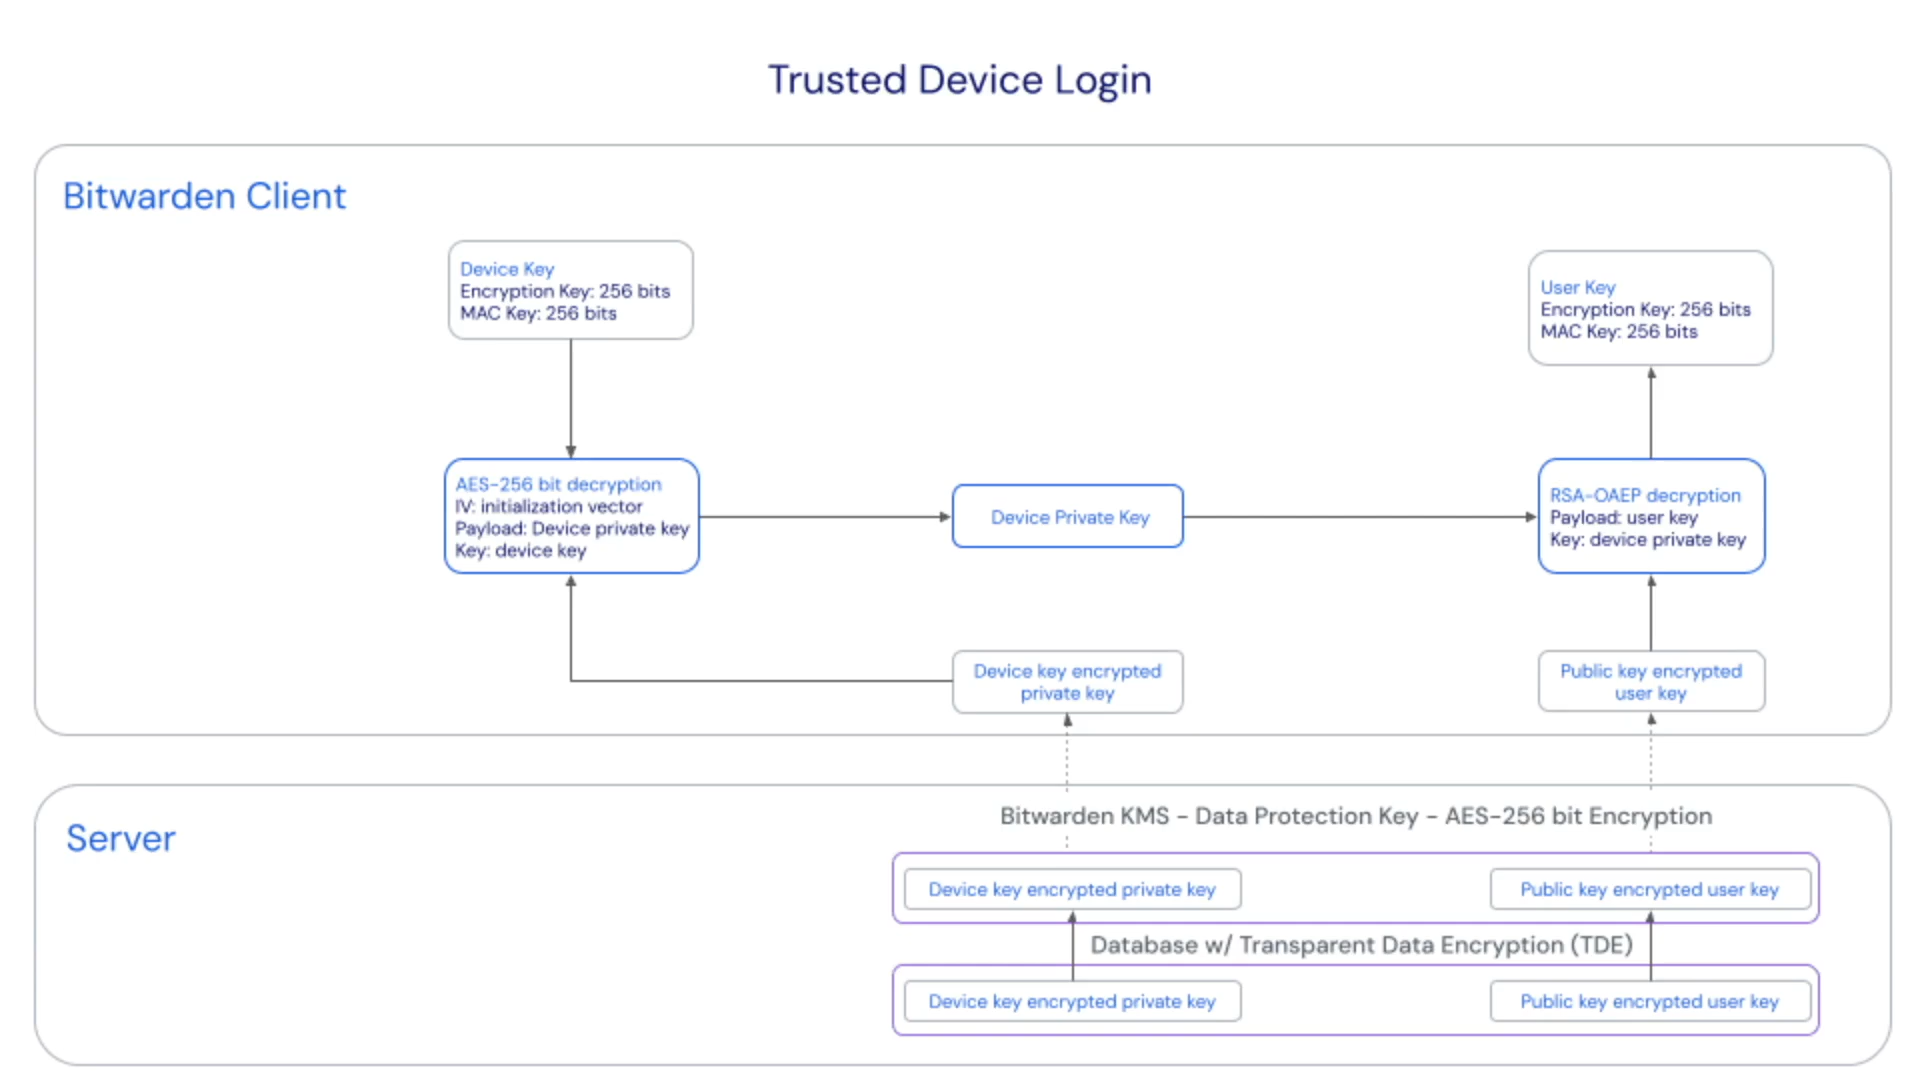 Trusted Device Login
Bitwarden Client
Device Key
Encryption Key: 256 bits
MAC Key: 256 bits
User Key
Encryption Key: 256 bits
MAC Key: 256 bits
AES-256 bit decryption
IV: initialization vector
Payload: Device private key
Key: device key
Device Private Key
RSA-OAEP decryption
Payload: user key
Key: device private key
Device key encrypted
private key
Public key encrypted
user key
Server
Bitwarden KMS - Data Protection Key - AES-256 bit Encryption
Device key encrypted private key
Public key encrypted user key
Database w/ Transparent Data Encryption (TDE)
Device key encrypted private key
Public key encrypted user key